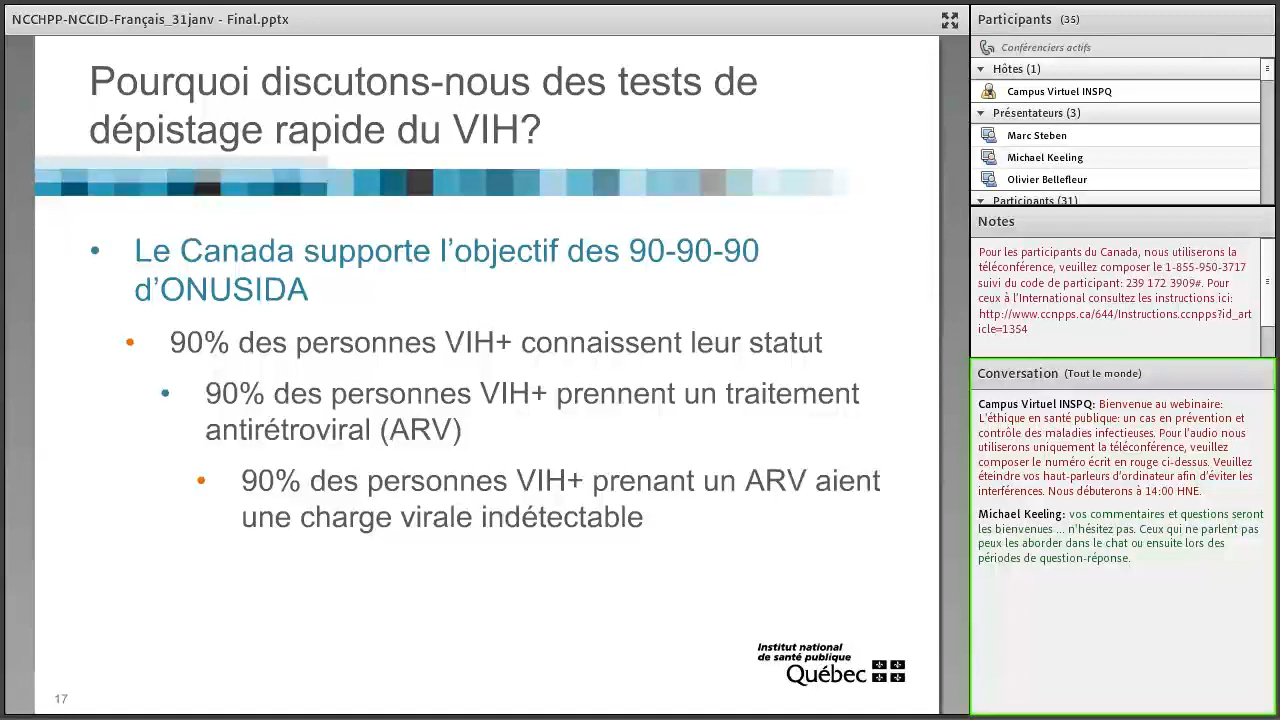 NCCHPP-NCCID-Français_31janv - Final.pptx
Pourquoi discutons-nous des tests de
dépistage rapide du VIH?
• Le Canada supporte l'objectif des 90-90-90
d'ONUSIDA
• 90% des personnes VIH+ connaissent leur statut
• 90% des personnes VIH+ prennent un traitement
antirétroviral (ARV)
• 90% des personnes VIH+ prenant un ARV aient
une charge virale indétectable
Institut national
de santé publique
Québec
17
Participants (35)
Conférenciers actifs
Hôtes (1)
Campus Virtuel INSPQ
Présentateurs (3)
Marc Steben
Michael Keeling
Olivier Bellefleur
Participants (31)
Notes
Pour les participants du Canada, nous utiliserons la
téléconférence, veuillez composer le 1-855-950-3717
suivi du code de participant: 239 172 3909#. Pour
ceux à l'International consultez les instructions ici:
http://www.ccnpps.ca/644/Instructions.ccnpps?id_art
icle=1354
Conversation (Tout le monde)
Campus Virtuel INSPQ: Bienvenue au webinaire:
L'éthique en santé publique: un cas en prévention et
contrôle des maladies infectieuses. Pour l'audio nous
utiliserons uniquement la téléconférence, veuillez
composer le numéro écrit en rouge ci-dessus. Veuillez
éteindre vos haut-parleurs d'ordinateur afin d'éviter les
interférences. Nous débuterons à 14:00 HNE.
Michael Keeling: vos commentaires et questions seront
les bienvenues... n'hésitez pas. Ceux qui ne parlent pas
peux les aborder dans le chat ou ensuite lors des
périodes de question-réponse.